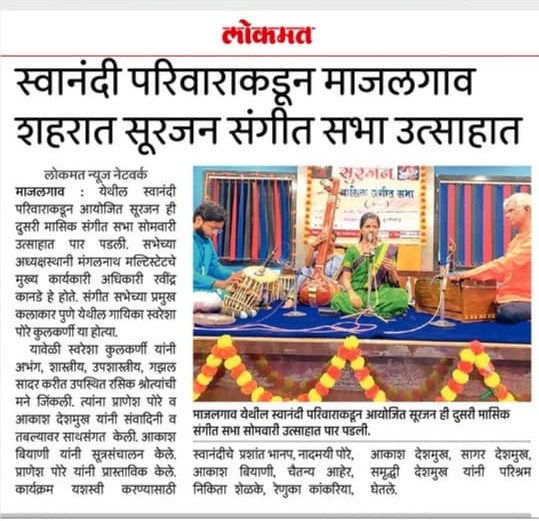 लोकमत
स्वानंदी परिवाराकडून माजलगाव
शहरात सूरजन संगीत सभा उत्साहात
लोकमत न्यूज नेटवर्क
माजलगाव : येथील स्वानंदी
परिवाराकडून आयोजित सूरजन ही
दुसरी मासिक संगीत सभा सोमवारी
उत्साहात पार पडली. सभेच्या
अध्यक्षस्थानी मंगलनाथ मल्टिस्टेटचे
मुख्य कार्यकारी अधिकारी रवींद्र
कानडे हे होते. संगीत सभेच्या प्रमुख
कलाकार पुणे येथील गायिका स्वरेशा
पोरे कुलकर्णी या होत्या.
यावेळी स्वरेशा कुलकर्णी यांनी
अभंग, शास्त्रीय, उपशास्त्रीय, गझल
सादर करीत उपस्थित रसिक श्रोत्यांची
मने जिंकली. त्यांना प्राणेश पोरे व
आकाश देशमुख यांनी संवादिनी व
तबल्यावर साथसंगत केली. आकाश
बियाणी यांनी सूत्रसंचालन केले.
प्राणेश पोरे यांनी प्रास्ताविक केले.
कार्यक्रम यशस्वी करण्यासाठी
सूरजन
मासिक संगीत सभा
माजलगाव येथील स्वानंदी परिवाराकडून आयोजित सूरजन ही दुसरी मासिक
संगीत सभा सोमवारी उत्साहात पार पडली.
स्वानंदीचे प्रशांत भानप, नादमयी पोरे,
आकाश बियाणी, चैतन्य आहेर,
निकिता शेळके, रेणुका कांकरिया,
आकाश देशमुख, सागर देशमुख,
समृद्धी देशमुख यांनी परिश्रम
घेतले.